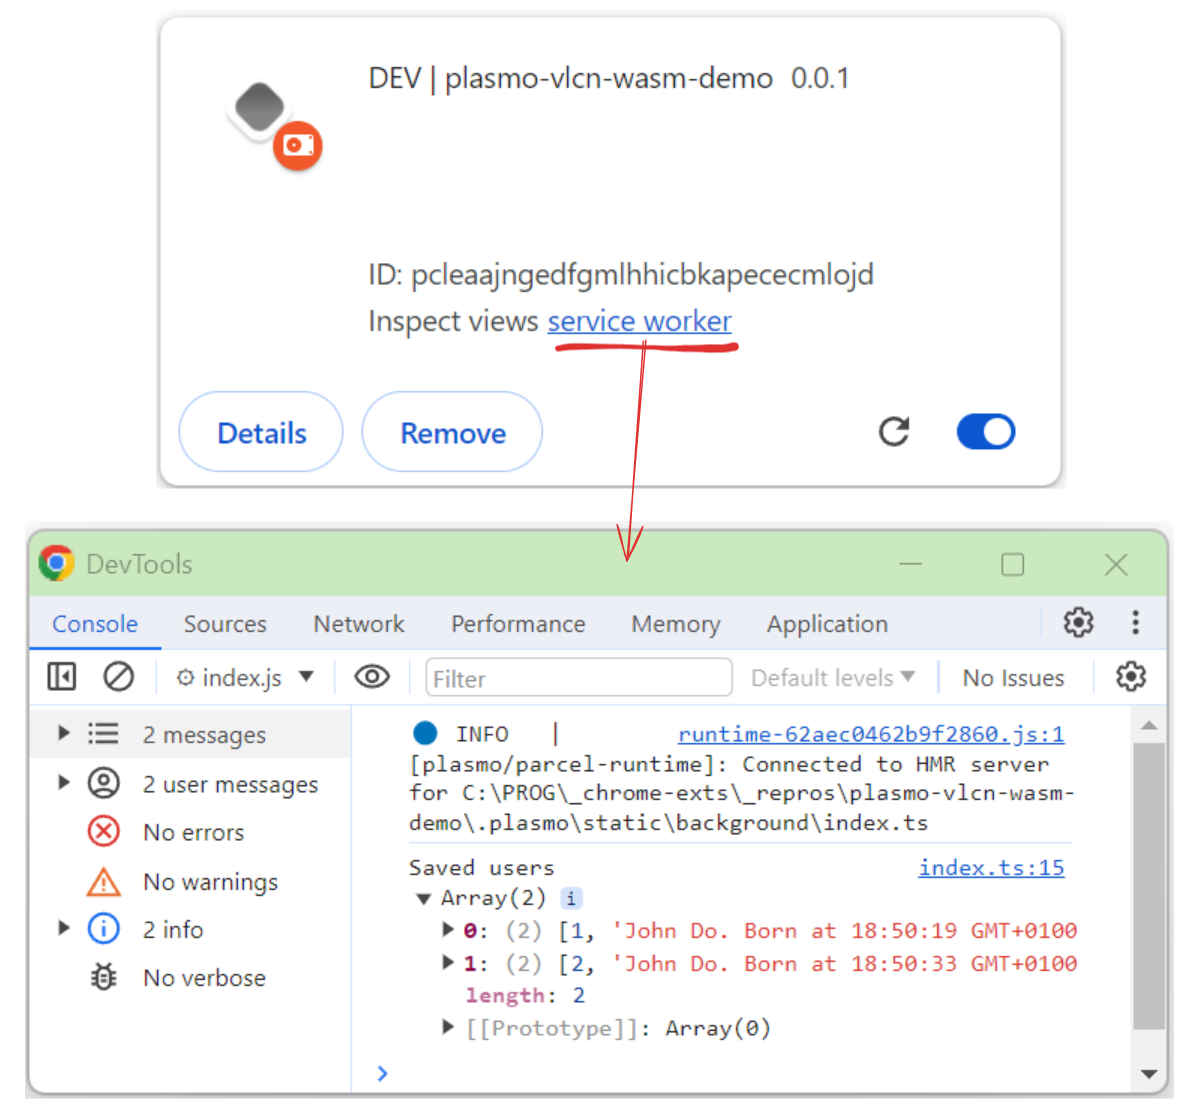 DEV | plasmo-vlcn-wasm-demo 0.0.1
ID: pcleaajngedfgmlhhicbkapececmlojd
Inspect views service worker
Details
Remove
DevTools
Console Sources Network Performance Memory Application
index.js
Filter
Default levels
No Issues
2 messages
2 user messages
No errors
No warnings
2 info
No verbose
INFO | runtime-62aec0462b9f2860.js:1
[plasmo/parcel-runtime]: Connected to HMR server
for C:\PROG\_chrome-exts\_repros\plasmo-vlcn-wasm-
demo\.plasmo\static\background\index.ts
Saved users index.ts:15
Array(2) i
0: (2) [1, 'John Do. Born at 18:50:19 GMT+0100
1: (2) [2, 'John Do. Born at 18:50:33 GMT+0100
length: 2
[[Prototype]]: Array(0)